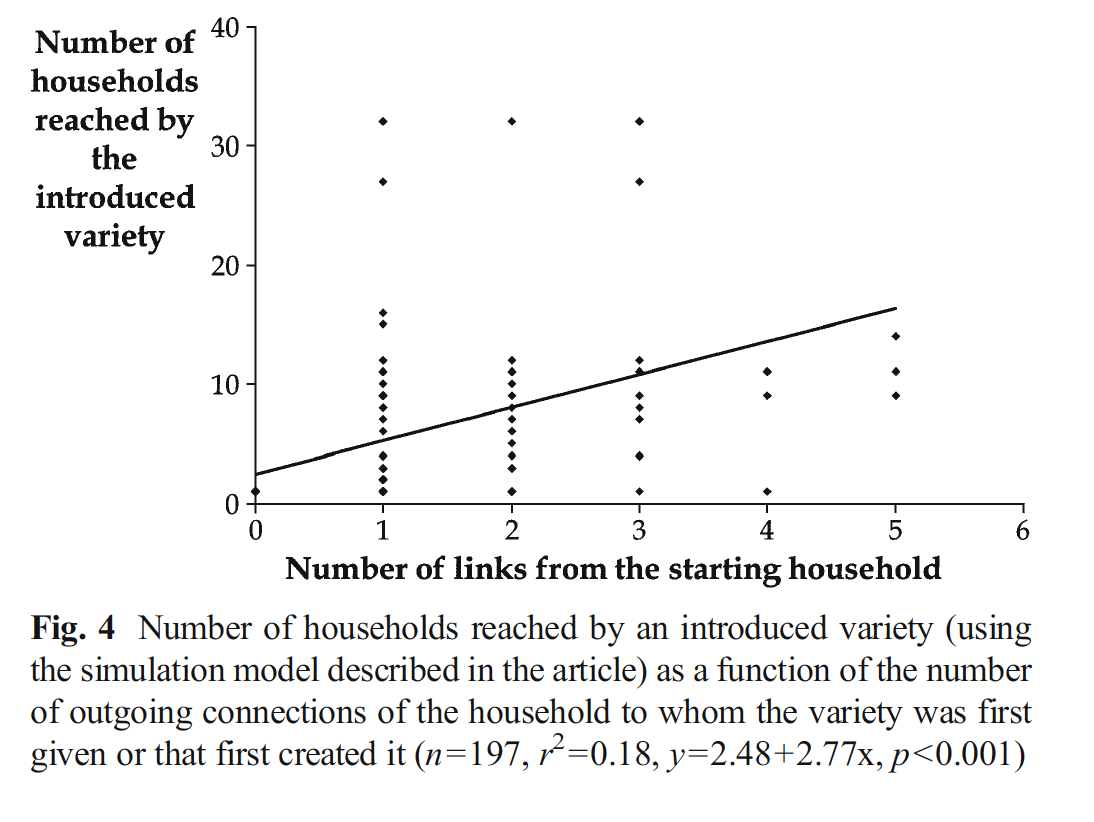 Number of
households
reached by
the
introduced
variety
40
30
20
10
0
0 1 2 3 4 5 6
Number of links from the starting household
Fig. 4 Number of households reached by an introduced variety (using
the simulation model described in the article) as a function of the number
of outgoing connections of the household to whom the variety was first
given or that first created it (n=197, r²=0.18, y=2.48+2.77x, p<0.001)